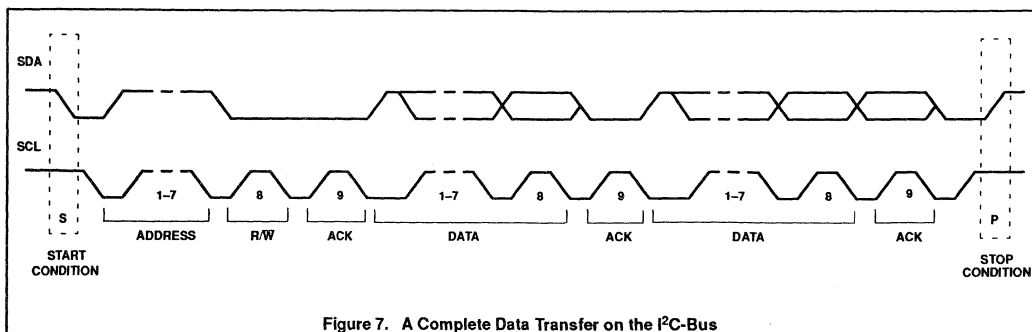 SDA
SCL
1–7 8 9 1–7 8 9 1–7 8 9
S P
ADDRESS R/W̅ ACK DATA ACK DATA ACK
START CONDITION
STOP CONDITION
Figure 7. A Complete Data Transfer on the I²C-Bus